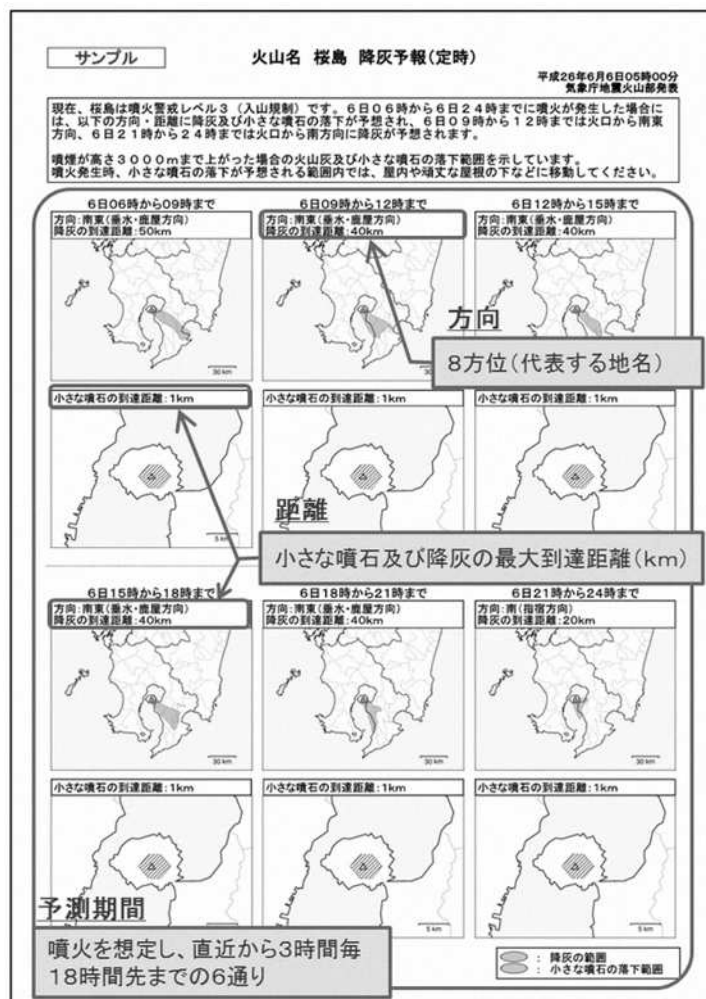 サンプル
火山名 桜島 降灰予報(定時)
平成26年6月6日05時00分
気象庁地震火山部発表
現在、桜島は噴火警戒レベル3(入山規制)です。6日06時から6日24時までに噴火が発生した場合に
は、以下の方向・距離に降灰及び小さな噴石の落下が予想され、6日09時から12時までは火口から南東
方向、6日21時から24時までは火口から南方向に降灰が予想されます。
噴煙が高さ3000mまで上がった場合の火山灰及び小さな噴石の落下範囲を示しています。
噴火発生時、小さな噴石の落下が予想される範囲内では、屋内や頑丈な屋根の下などに移動してください。
6日06時から09時まで
方向:南東(垂水・鹿屋方向)
降灰の到達距離:50km
30 km
6日09時から12時まで
方向:南東(垂水・鹿屋方向)
降灰の到達距離:40km
6日12時から15時まで
方向:南東(垂水・鹿屋方向)
降灰の到達距離:40km
方向
8方位(代表する地名)
小さな噴石の到達距離:1km
5 km
小さな噴石の到達距離:1km
小さな噴石の到達距離:1km
距離
小さな噴石及び降灰の最大到達距離(km)
6日15時から18時まで
方向:南東(垂水・鹿屋方向)
降灰の到達距離:40km
30 km
6日18時から21時まで
方向:南東(垂水・鹿屋方向)
降灰の到達距離:40km
30 km
6日21時から24時まで
方向:南(指宿方向)
降灰の到達距離:20km
30 km
小さな噴石の到達距離:1km
小さな噴石の到達距離:1km
5 km
小さな噴石の到達距離:1km
5 km
予測期間
噴火を想定し、直近から3時間毎
18時間先までの6通り
: 降灰の範囲
: 小さな噴石の落下範囲